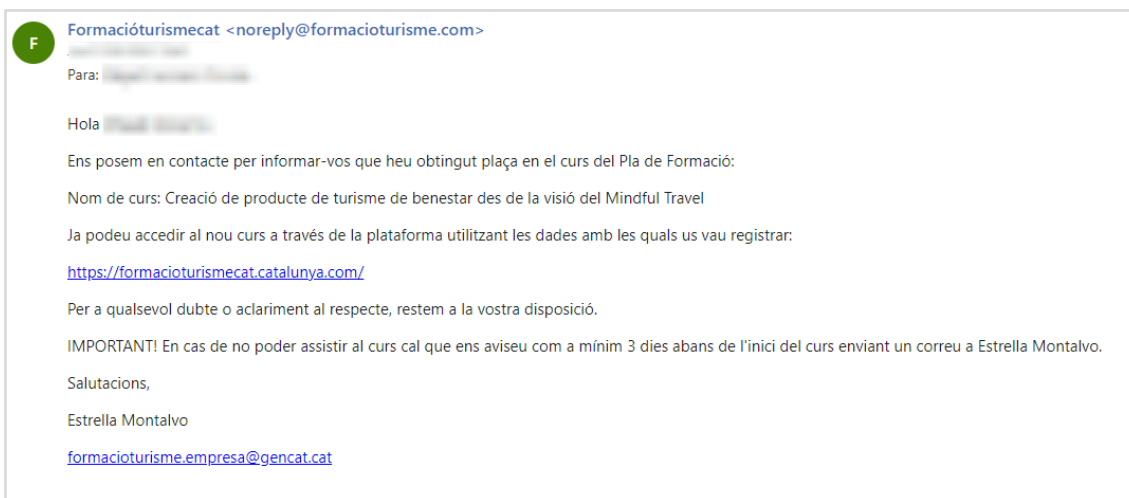 F
Formacióturismecat <noreply@formacioturisme.com>
Para:
Hola
Ens posem en contacte per informar-vos que heu obtingut plaça en el curs del Pla de Formació:
Nom de curs: Creació de producte de turisme de benestar des de la visió del Mindful Travel
Ja podeu accedir al nou curs a través de la plataforma utilitzant les dades amb les quals us vau registrar:
https://formacioturismecat.catalunya.com/
Per a qualsevol dubte o aclariment al respecte, restem a la vostra disposició.
IMPORTANT! En cas de no poder assistir al curs cal que ens aviseu com a mínim 3 dies abans de l'inici del curs enviant un correu a Estrella Montalvo.
Salutacions,
Estrella Montalvo
formacioturisme.empresa@gencat.cat